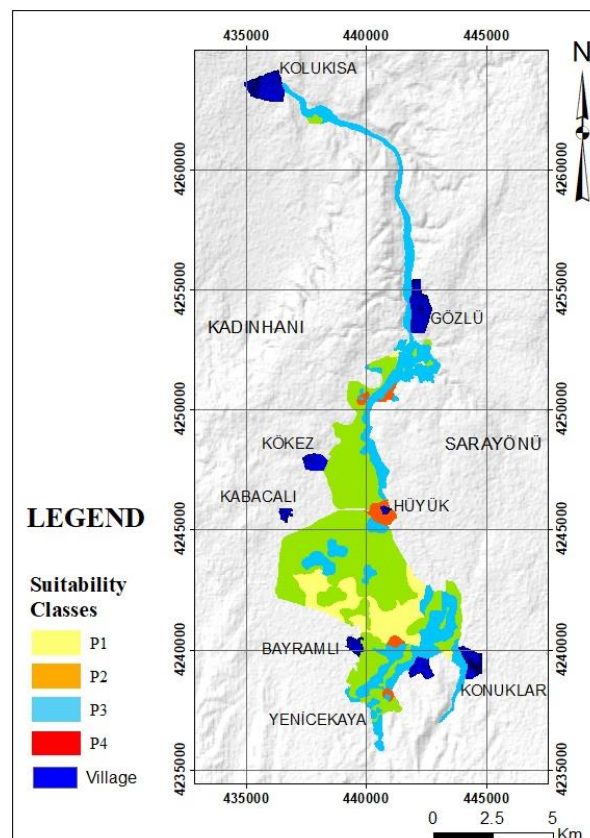 435000 440000 445000
N
KOLUKISA
4260000 4260000
4255000 4255000
GÖZLÜ
KADINHANI
4250000 4250000
SARAYÖNÜ
KÖKEZ
KABACALI
HÜYÜK
4245000 4245000
LEGEND
Suitability
Classes
P1
P2
P3
P4
Village
BAYRAMLI
4240000 4240000
KONUKLAR
YENİCEKAYA
4235000 4235000
435000 440000 445000
0 2.5 5
Km